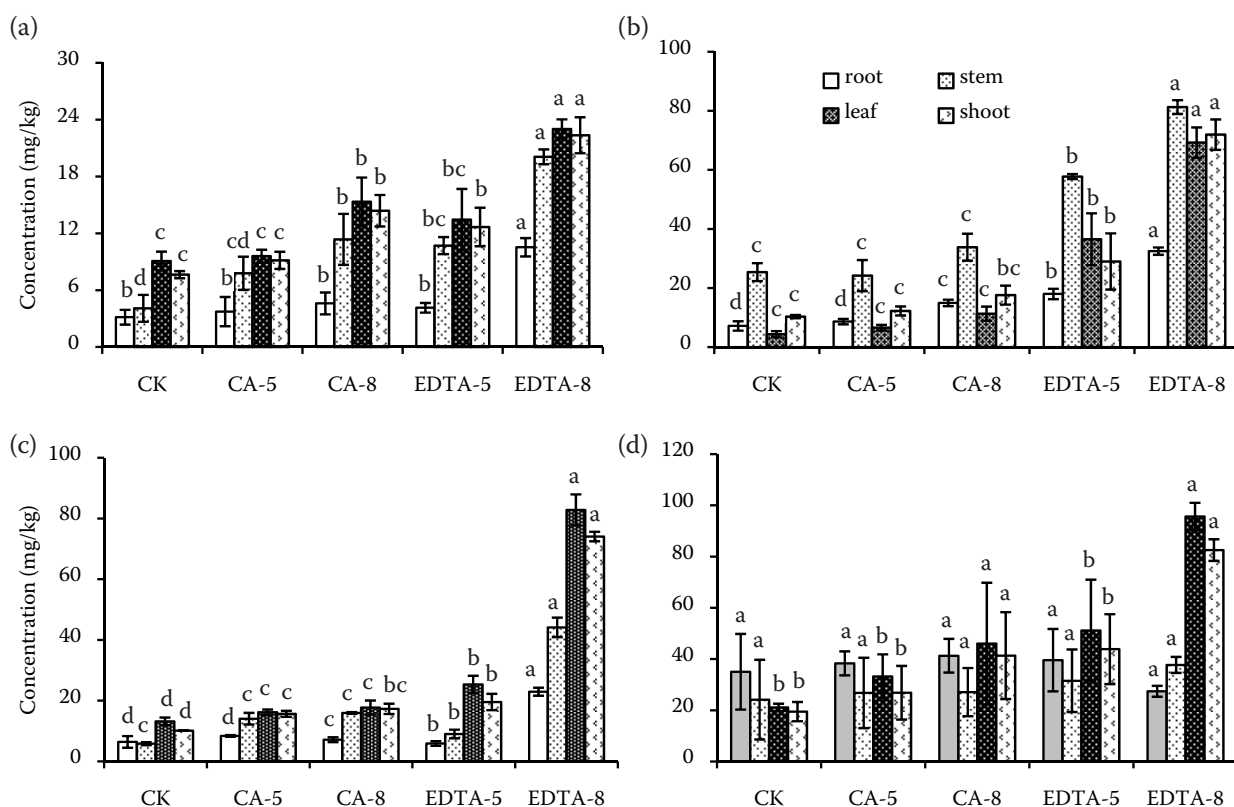 (a)
Concentration (mg/kg)
30
24
18
12
6
0
b b c c
b cd c c
b b b b
b bc bc b
a a a a
CK CA-5 CA-8 EDTA-5 EDTA-8
(b)
100
80
60
40
20
0
root stem
leaf shoot
d c c c
d c c c
c c c bc
b b b b
a a a a
CK CA-5 CA-8 EDTA-5 EDTA-8
(c)
Concentration (mg/kg)
100
80
60
40
20
0
d c d d
d c c c
c c c bc
b b b b
a a a a
CK CA-5 CA-8 EDTA-5 EDTA-8
(d)
120
100
80
60
40
20
0
a a b b
a a b b
a a a a
a a b b
a a a a
CK CA-5 CA-8 EDTA-5 EDTA-8